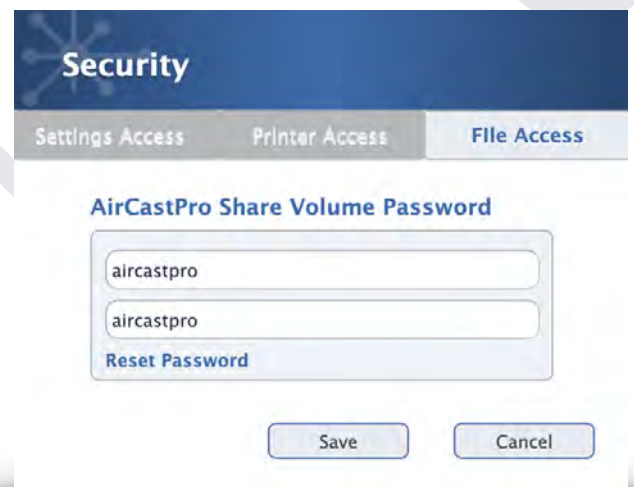 Security
Settings Access Printer Access FIle Access
AirCastPro Share Volume Password
aircastpro
aircastpro
Reset Password
Save Cancel